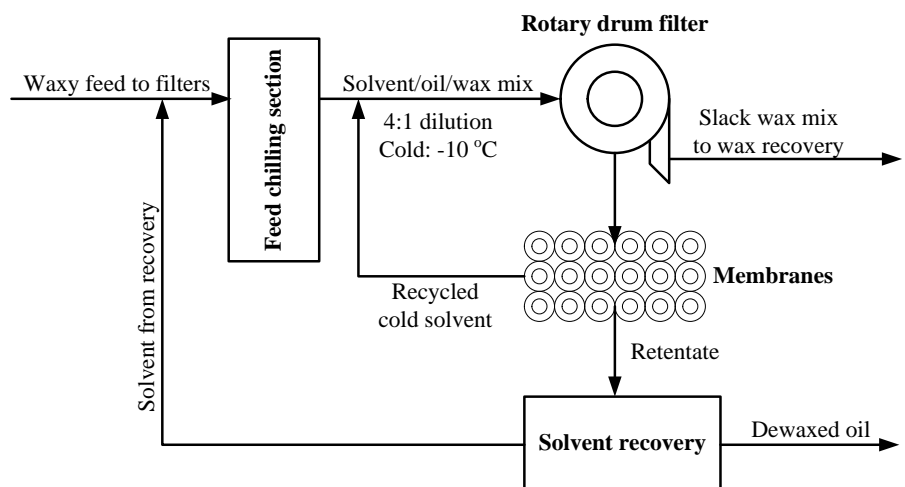 Rotary drum filter
Waxy feed to filters
Solvent/oil/wax mix
4:1 dilution
Cold: -10 °C
Slack wax mix
to wax recovery
Feed chilling section
Solvent from recovery
Recycled
cold solvent
Membranes
Retentate
Solvent recovery
Dewaxed oil